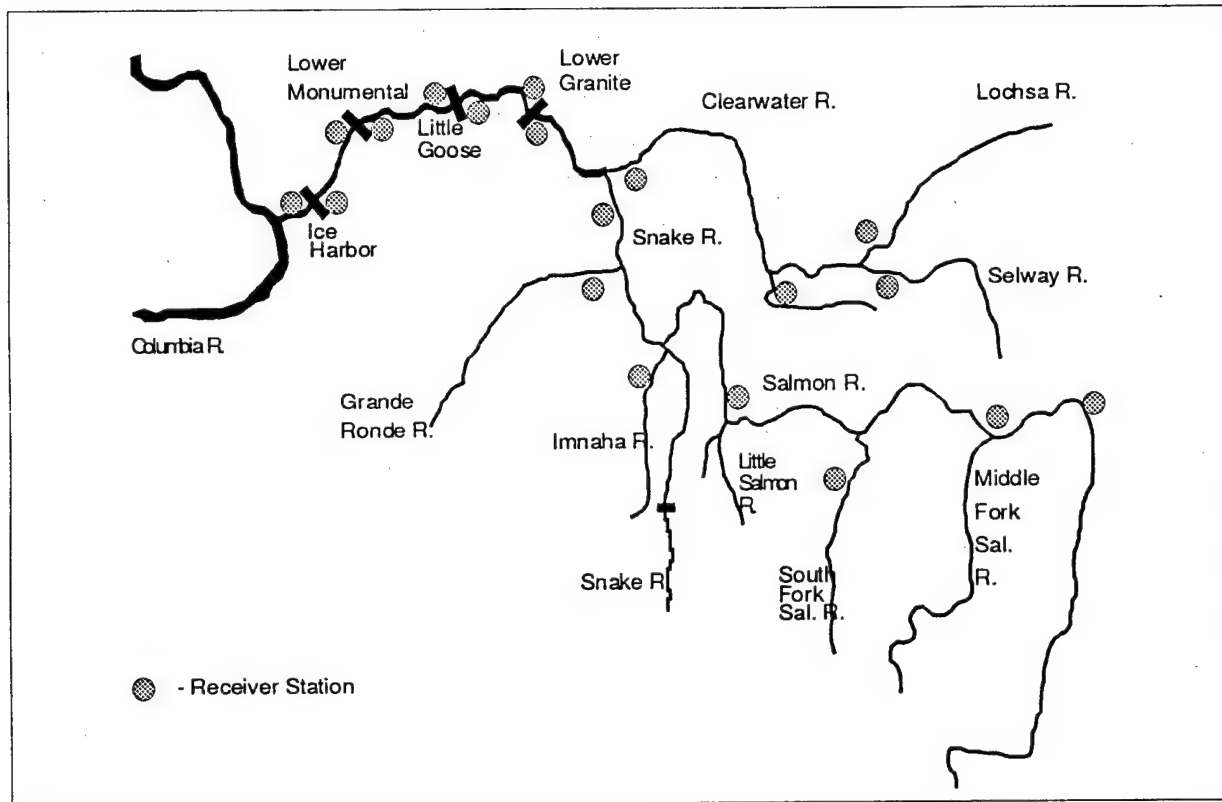 Lower
Monumental
Lower
Granite
Little
Goose
Clearwater R.
Lochsa R.
Ice
Harbor
Snake R.
Selway R.
Columbia R.
Grande
Ronde R.
Imnaha R.
Salmon R.
Little
Salmon
R.
Middle
Fork
Sal.
R.
Snake R
South
Fork
Sal. R.
- Receiver Station